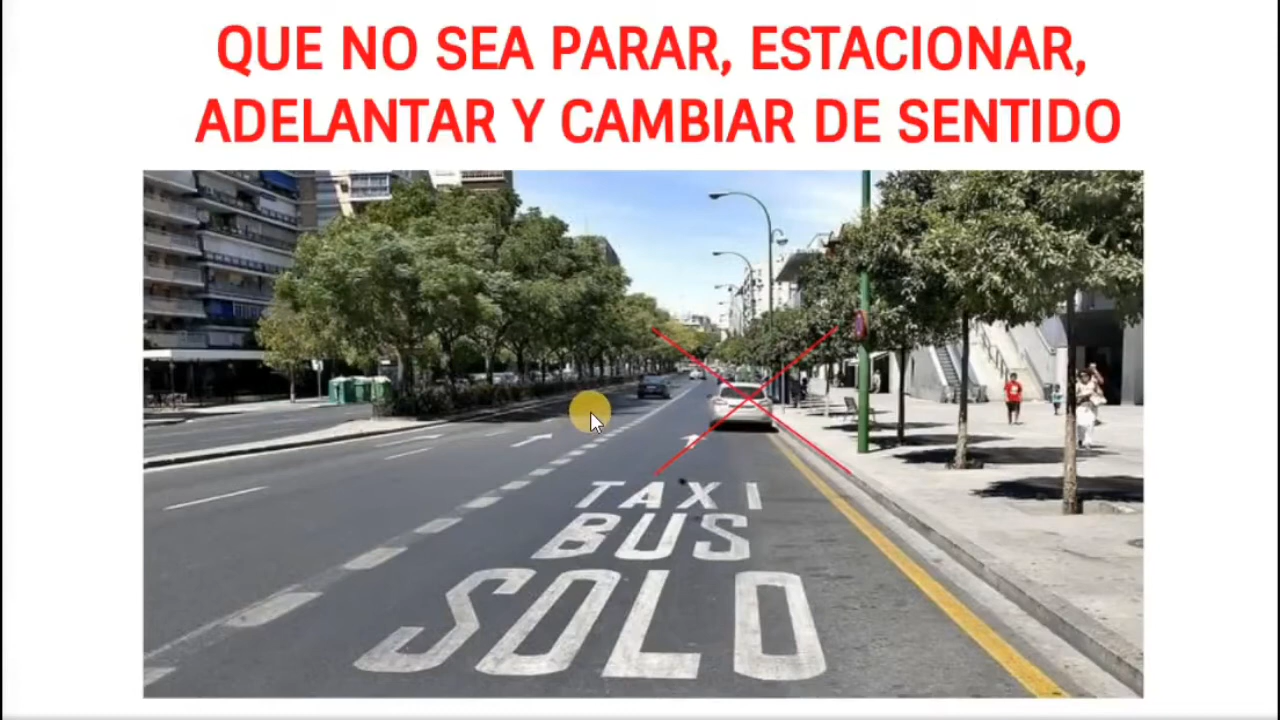 QUE NO SEA PARAR, ESTACIONAR,
ADELANTAR Y CAMBIAR DE SENTIDO
TAXI
BUS
SOLO